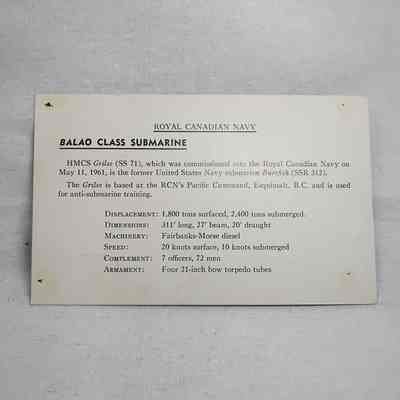 ROYAL CANADIAN NAVY
BALAO CLASS SUBMARINE
HMCS Grilse (SS 71), which was commissioned into the Royal Canadian Navy on
May 11, 1961, is the former United States Navy submarine Burrfish (SSR 312).
The Grilse is based at the RCN's Pacific Command, Esquimalt, B.C. and is used
for anti-submarine training.
DISPLACEMENT: 1,800 tons surfaced, 2,400 tons submerged.
DIMENSIONS: 311' long, 27' beam, 20' draught
MACHINERY: Fairbanks-Morse diesel
SPEED: 20 knots surface, 10 knots submerged
COMPLEMENT: 7 officers, 72 men
ARMAMENT: Four 21-inch bow torpedo tubes